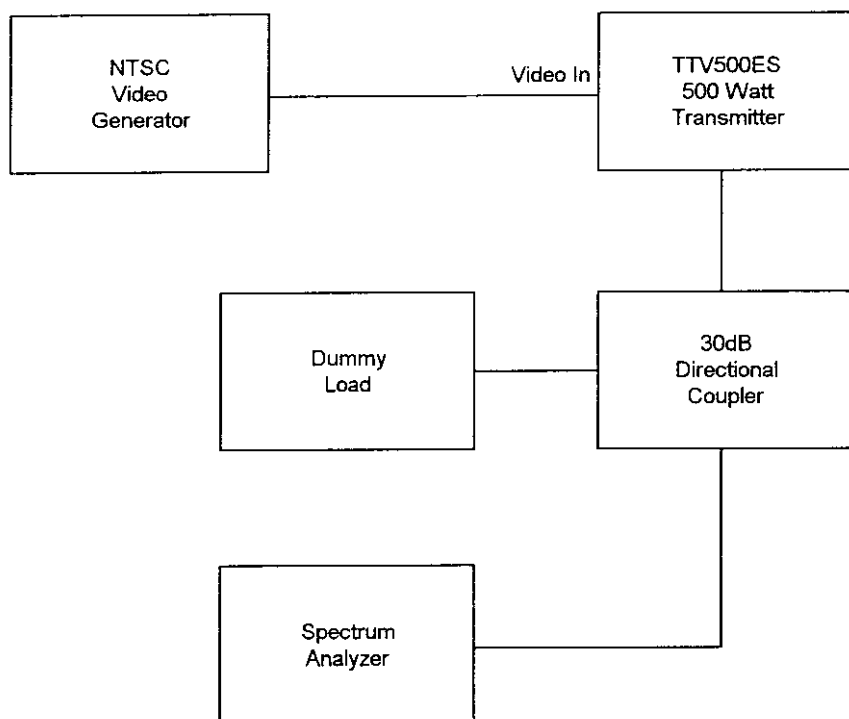 NTSC
Video
Generator
Video In
TTV500ES
500 Watt
Transmitter
Dummy
Load
30dB
Directional
Coupler
Spectrum
Analyzer